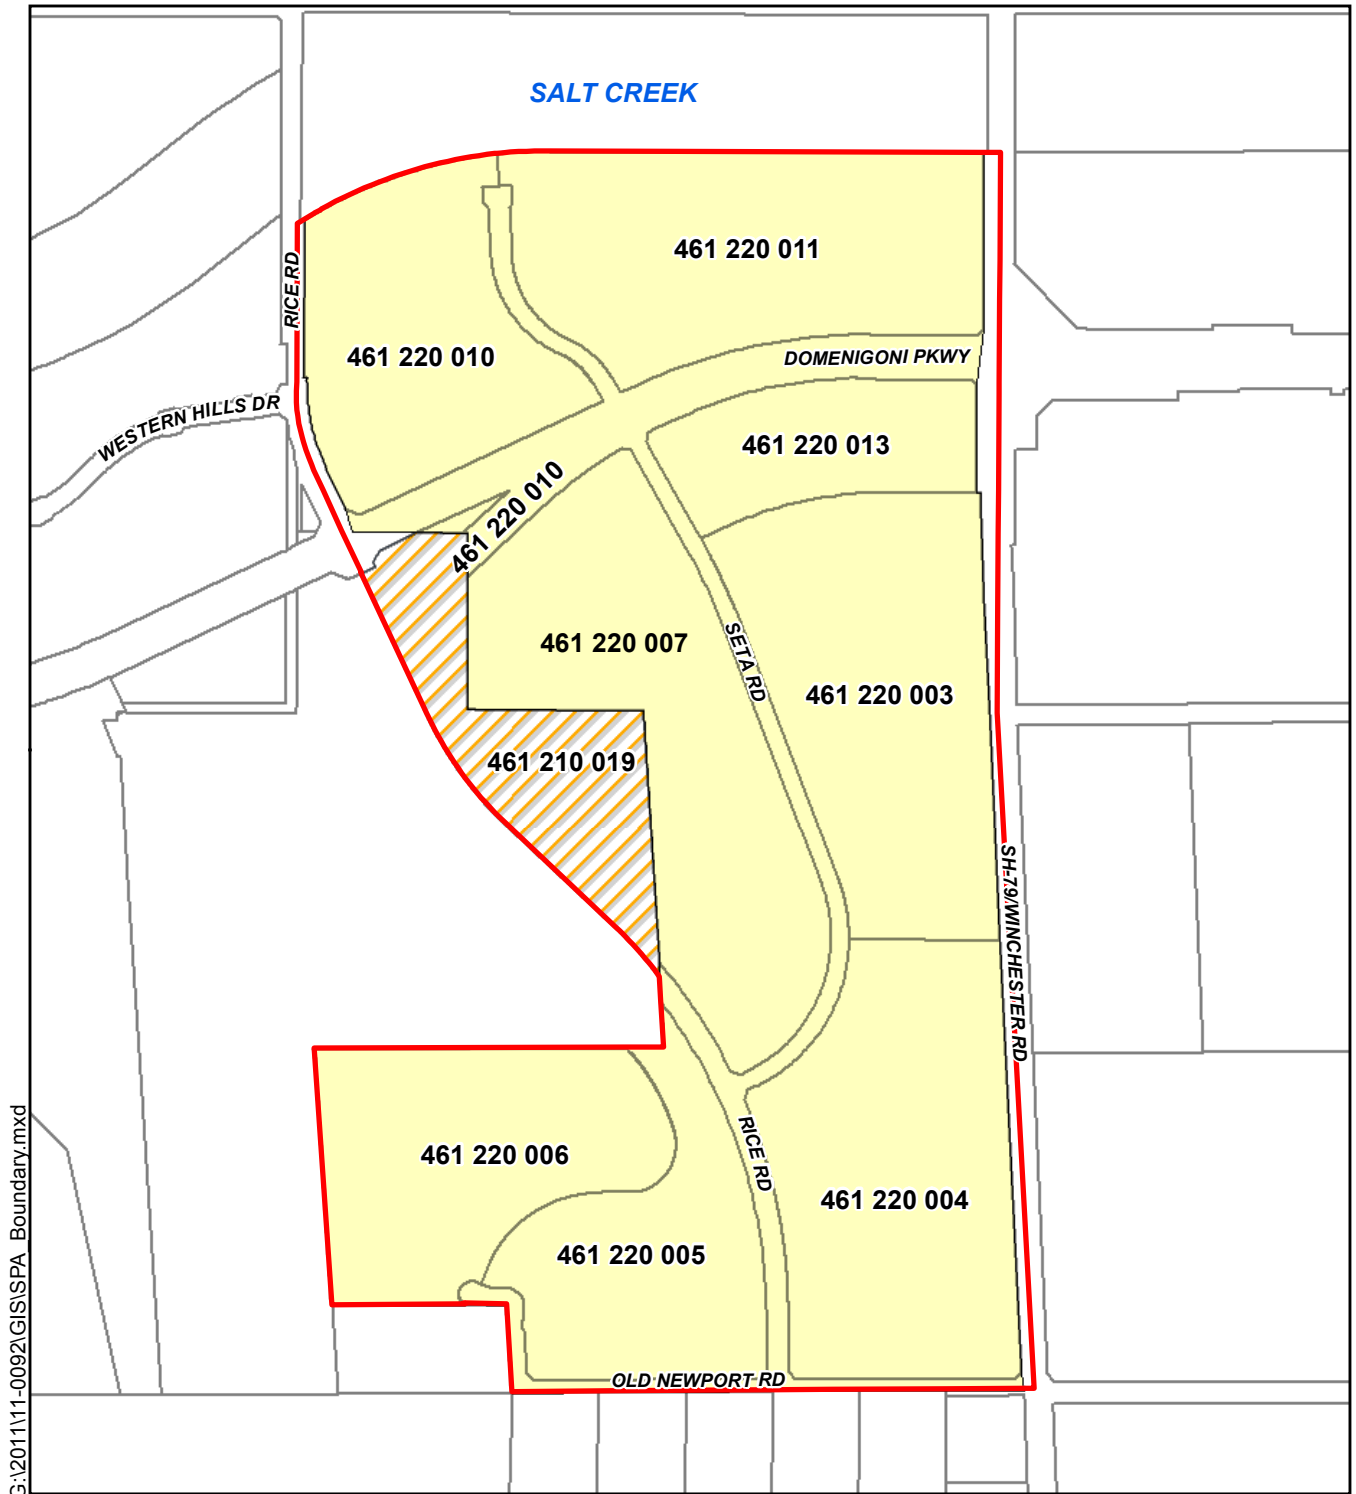 SALT CREEK
461 220 011
RICE RD
461 220 010
DOMENIGONI PKWY
WESTERN HILLS DR
461 220 013
461 220 010
461 220 007
SETA RD
461 220 003
461 210 019
SH-79/WINCHESTER RD
RICE RD
461 220 006
461 220 004
461 220 005
OLD NEWPORT RD
G:\2011\11-0092\GIS\SPA_Boundary.mxd